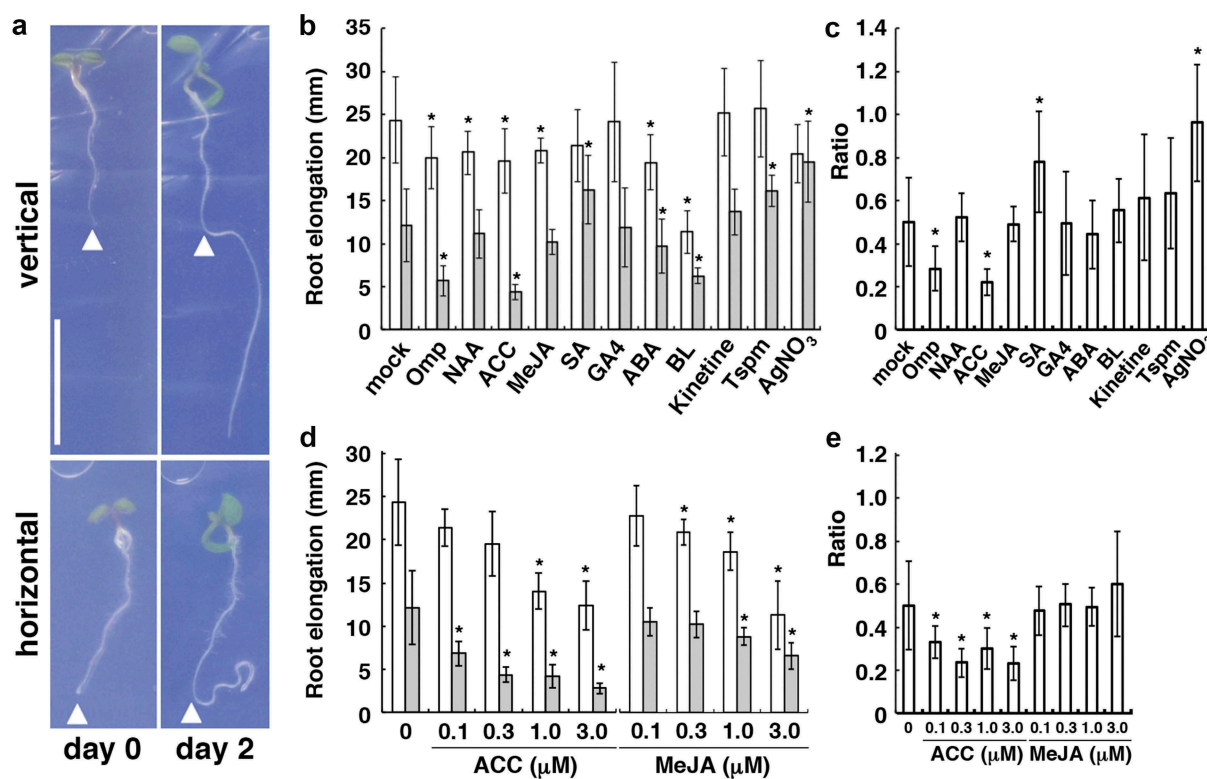 a
vertical
horizontal
day 0
day 2
b
Root elongation (mm)
35
30
25
20
15
10
5
0
* * * * * * * * * * * * * *
mock Omp NAA ACC MeJA SA GA4 ABA BL Kinetine Tspm AgNO₃
c
Ratio
1.4
1.2
1.0
0.8
0.6
0.4
0.2
0
* * * *
mock Omp NAA ACC MeJA SA GA4 ABA BL Kinetine Tspm AgNO₃
d
Root elongation (mm)
30
25
20
15
10
5
0
* * * * * * * * * * *
0 0.1 0.3 1.0 3.0 0.1 0.3 1.0 3.0
ACC (μM) MeJA (μM)
e
Ratio
1.2
1.0
0.8
0.6
0.4
0.2
0
* * * *
0 0.1 0.3 1.0 3.0 0.1 0.3 1.0 3.0
ACC (μM) MeJA (μM)